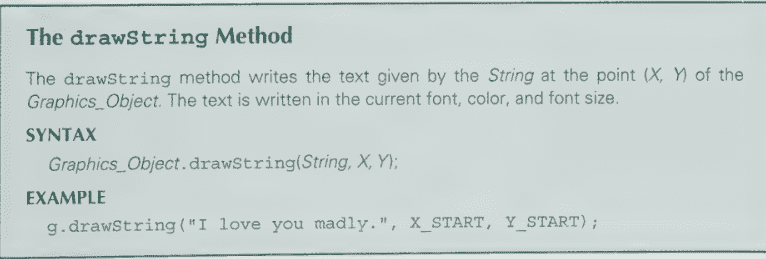 The drawString Method
The drawString method writes the text given by the String at the point (X, Y) of the
Graphics_Object. The text is written in the current font, color, and font size.
SYNTAX
Graphics_Object.drawString(String, X, Y);
EXAMPLE
g.drawString("I love you madly.", X_START, Y_START);